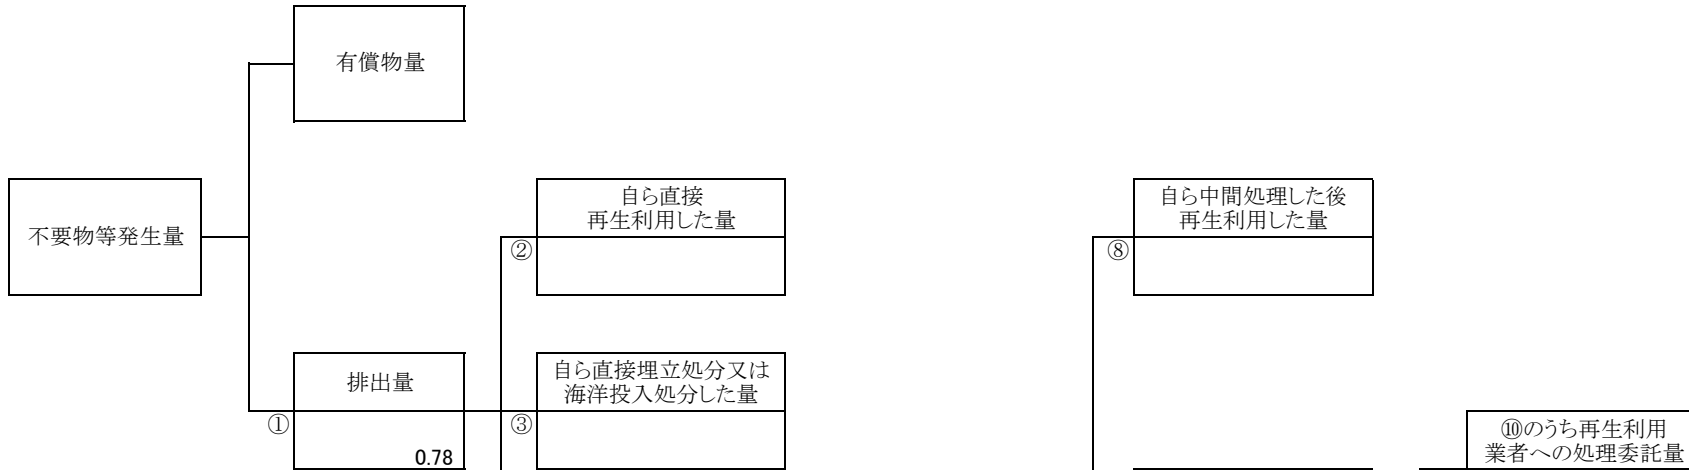 有償物量
不要物等発生量
自ら直接
再生利用した量
②
自ら中間処理した後
再生利用した量
⑧
排出量
①
0.78
自ら直接埋立処分又は
海洋投入処分した量
③
⑩のうち再生利用
業者への処理委託量